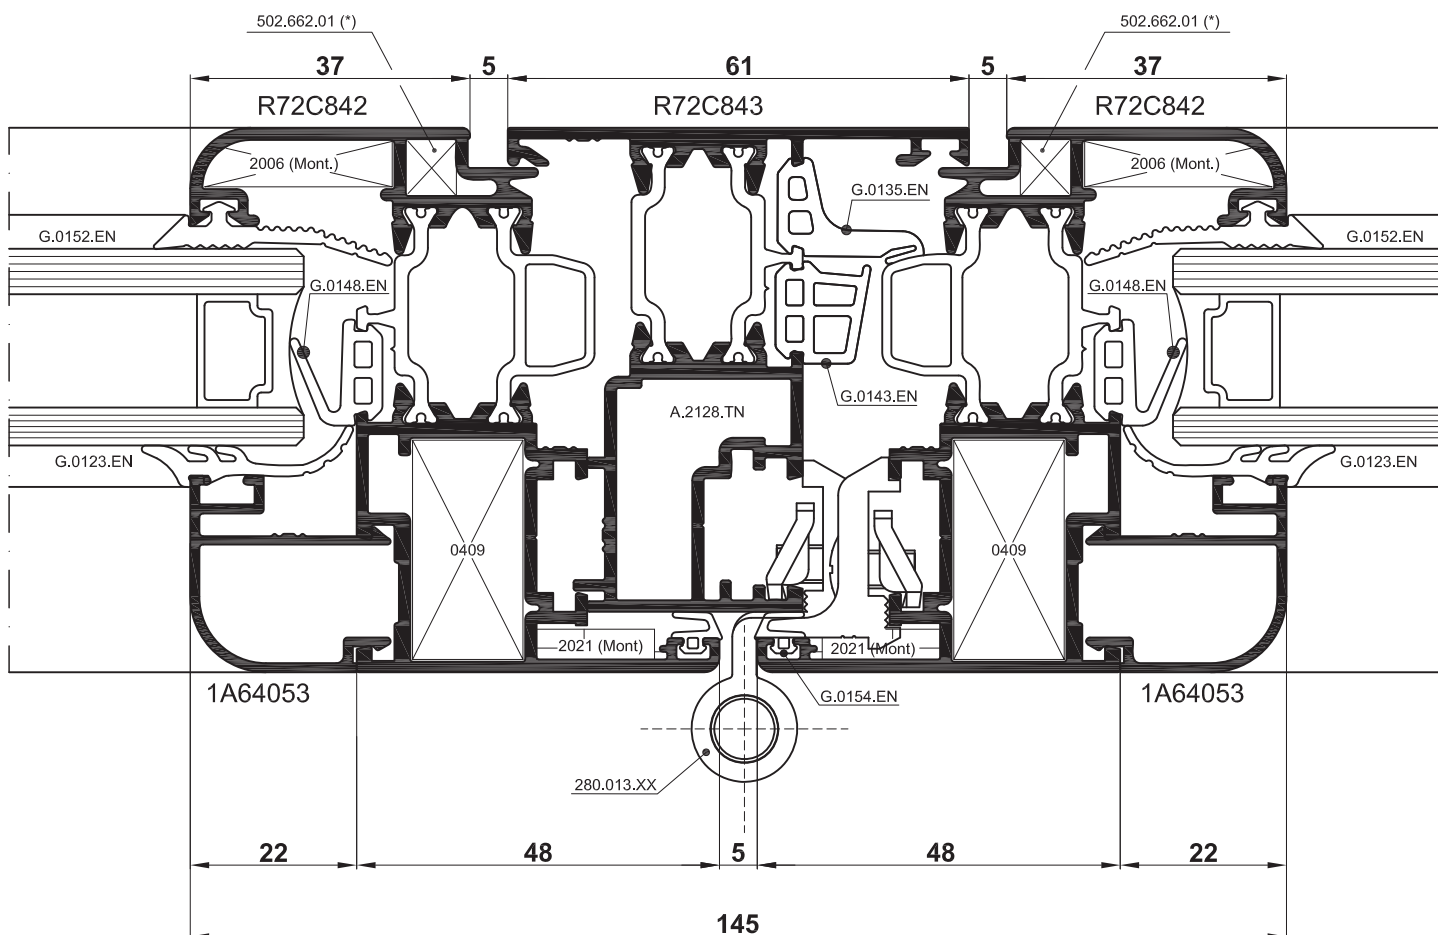 502.662.01 (*)
502.662.01 (*)
37
5
61
5
37
R72C842
R72C843
R72C842
2006 (Mont.)
2006 (Mont.)
G.0135.EN
G.0152.EN
G.0152.EN
G.0148.EN
G.0148.EN
G.0143.EN
A.2128.TN
G.0123.EN
G.0123.EN
0409
0409
2021 (Mont)
2021 (Mont)
1A64053
G.0154.EN
1A64053
280.013.XX
22
48
5
48
22
145